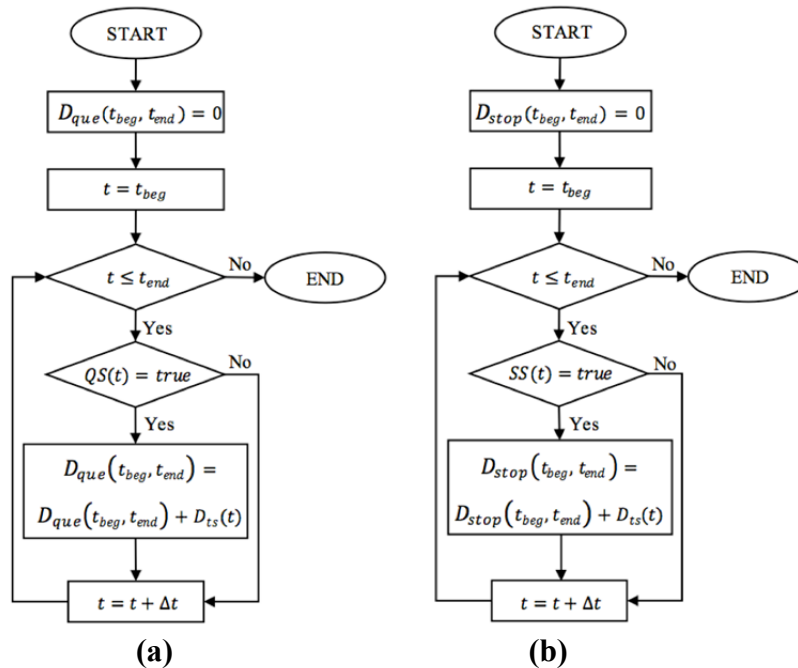 START
D_que(t_beg, t_end) = 0
t = t_beg
t ≤ t_end
No
END
Yes
QS(t) = true
No
Yes
D_que(t_beg, t_end) =
D_que(t_beg, t_end) + D_ts(t)
t = t + Δt
(a)
START
D_stop(t_beg, t_end) = 0
t = t_beg
t ≤ t_end
No
END
Yes
SS(t) = true
No
Yes
D_stop(t_beg, t_end) =
D_stop(t_beg, t_end) + D_ts(t)
t = t + Δt
(b)